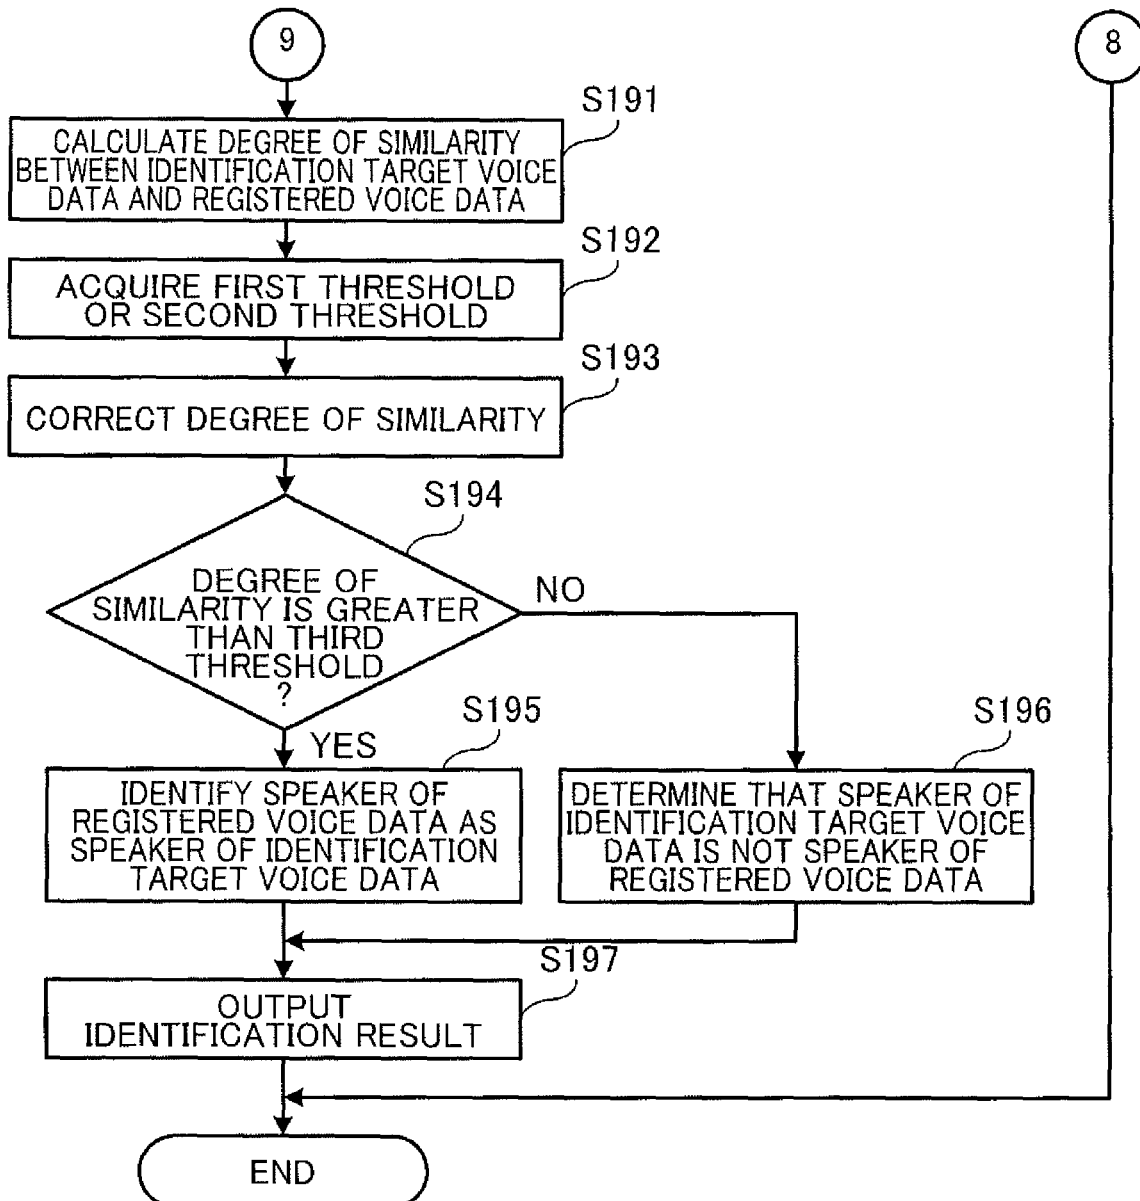 9
8
S191
CALCULATE DEGREE OF SIMILARITY
BETWEEN IDENTIFICATION TARGET VOICE
DATA AND REGISTERED VOICE DATA
S192
ACQUIRE FIRST THRESHOLD
OR SECOND THRESHOLD
S193
CORRECT DEGREE OF SIMILARITY
S194
DEGREE OF
SIMILARITY IS GREATER
THAN THIRD
THRESHOLD
?
NO
YES
S195
IDENTIFY SPEAKER OF
REGISTERED VOICE DATA AS
SPEAKER OF IDENTIFICATION
TARGET VOICE DATA
S196
DETERMINE THAT SPEAKER OF
IDENTIFICATION TARGET VOICE
DATA IS NOT SPEAKER OF
REGISTERED VOICE DATA
S197
OUTPUT
IDENTIFICATION RESULT
END